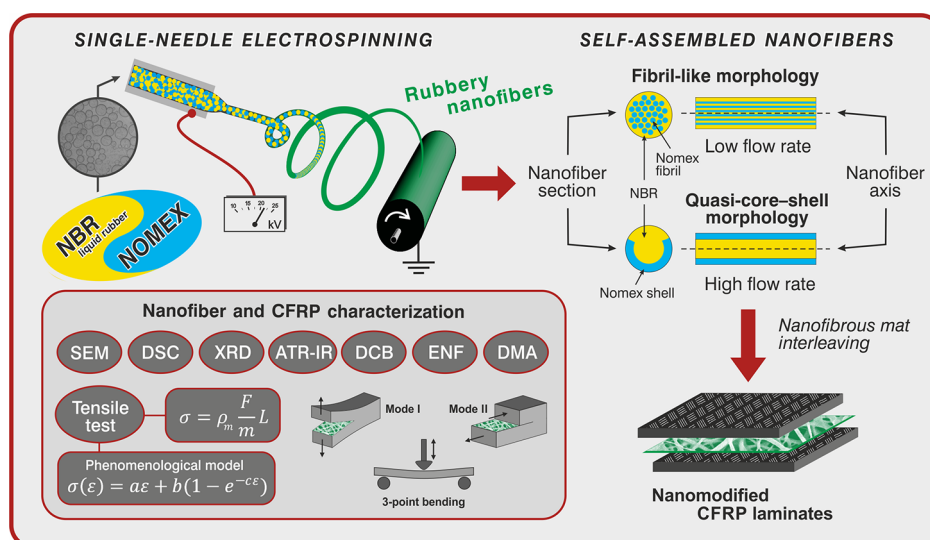 SINGLE-NEEDLE ELECTROSPINNING
SELF-ASSEMBLED NANOFIBERS
Rubbery
nanofibers
10 15 20 25
kV
NBR
liquid rubber
NOMEX
Fibril-like morphology
Nomex
fibril
Low flow rate
Nanofiber
section
NBR
Nanofiber
axis
Quasi-core–shell
morphology
Nomex shell
High flow rate
Nanofibrous mat
interleaving
Nanofiber and CFRP characterization
SEM
DSC
XRD
ATR-IR
DCB
ENF
DMA
Tensile
test
σ = ρₘ F/m L
Phenomenological model
σ(ε) = aε + b(1 − e^{−cε})
Mode I
Mode II
3-point bending
Nanomodified
CFRP laminates